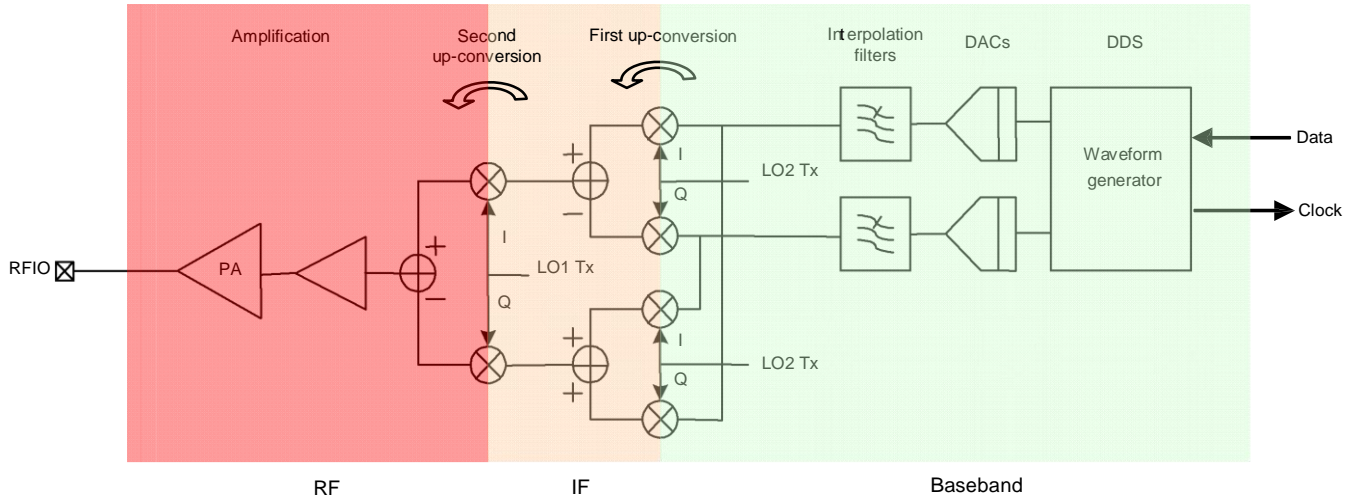 Amplification
Second
up-conversion
First up-conversion
Interpolation
filters
DACs
DDS
+
I
Data
LO2 Tx
Waveform
generator
−
Q
Clock
+
I
PA
RFIO
LO1 Tx
−
Q
+
I
LO2 Tx
+
Q
RF
IF
Baseband